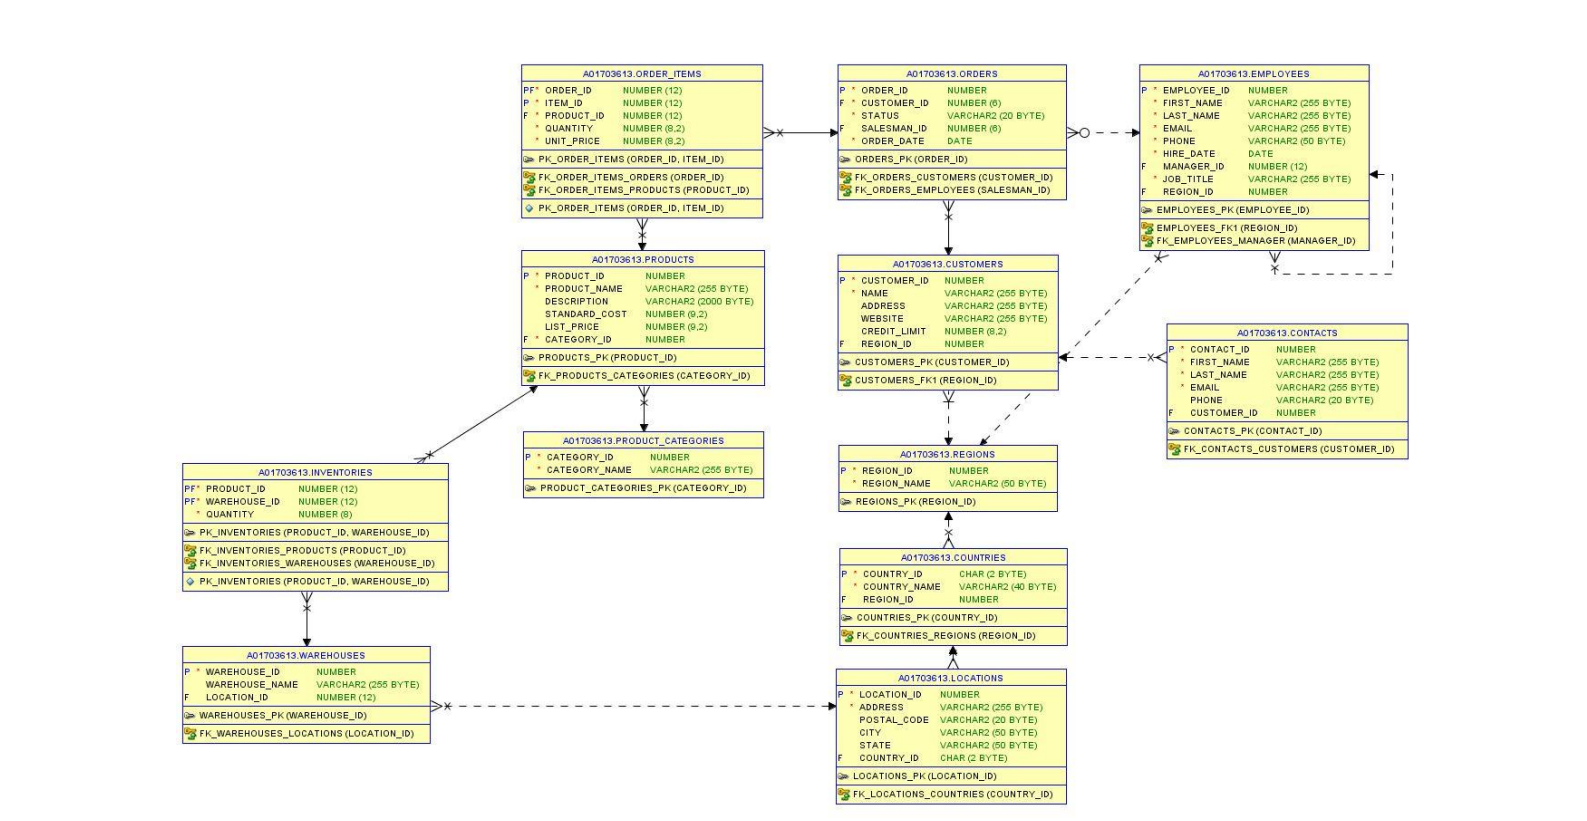 A01703613.ORDER_ITEMS
PF* ORDER_ID NUMBER (12)
P * ITEM_ID NUMBER (12)
F * PRODUCT_ID NUMBER (12)
* QUANTITY NUMBER (8,2)
* UNIT_PRICE NUMBER (8,2)
PK_ORDER_ITEMS (ORDER_ID, ITEM_ID)
FK_ORDER_ITEMS_ORDERS (ORDER_ID)
FK_ORDER_ITEMS_PRODUCTS (PRODUCT_ID)
PK_ORDER_ITEMS (ORDER_ID, ITEM_ID)
A01703613.ORDERS
P * ORDER_ID NUMBER
F * CUSTOMER_ID NUMBER (6)
* STATUS VARCHAR2 (20 BYTE)
F SALESMAN_ID NUMBER (6)
* ORDER_DATE DATE
ORDERS_PK (ORDER_ID)
FK_ORDERS_CUSTOMERS (CUSTOMER_ID)
FK_ORDERS_EMPLOYEES (SALESMAN_ID)
A01703613.EMPLOYEES
P * EMPLOYEE_ID NUMBER
* FIRST_NAME VARCHAR2 (255 BYTE)
* LAST_NAME VARCHAR2 (255 BYTE)
* EMAIL VARCHAR2 (255 BYTE)
* PHONE VARCHAR2 (50 BYTE)
* HIRE_DATE DATE
F MANAGER_ID NUMBER (12)
* JOB_TITLE VARCHAR2 (255 BYTE)
F REGION_ID NUMBER
EMPLOYEES_PK (EMPLOYEE_ID)
EMPLOYEES_FK1 (REGION_ID)
FK_EMPLOYEES_MANAGER (MANAGER_ID)
A01703613.PRODUCTS
P * PRODUCT_ID NUMBER
* PRODUCT_NAME VARCHAR2 (255 BYTE)
DESCRIPTION VARCHAR2 (2000 BYTE)
STANDARD_COST NUMBER (9,2)
LIST_PRICE NUMBER (9,2)
F * CATEGORY_ID NUMBER
PRODUCTS_PK (PRODUCT_ID)
FK_PRODUCTS_CATEGORIES (CATEGORY_ID)
A01703613.CUSTOMERS
P * CUSTOMER_ID NUMBER
* NAME VARCHAR2 (255 BYTE)
ADDRESS VARCHAR2 (255 BYTE)
WEBSITE VARCHAR2 (255 BYTE)
CREDIT_LIMIT NUMBER (8,2)
F REGION_ID NUMBER
CUSTOMERS_PK (CUSTOMER_ID)
CUSTOMERS_FK1 (REGION_ID)
A01703613.CONTACTS
P * CONTACT_ID NUMBER
* FIRST_NAME VARCHAR2 (255 BYTE)
* LAST_NAME VARCHAR2 (255 BYTE)
* EMAIL VARCHAR2 (255 BYTE)
PHONE VARCHAR2 (20 BYTE)
F CUSTOMER_ID NUMBER
CONTACTS_PK (CONTACT_ID)
FK_CONTACTS_CUSTOMERS (CUSTOMER_ID)
A01703613.PRODUCT_CATEGORIES
P * CATEGORY_ID NUMBER
* CATEGORY_NAME VARCHAR2 (255 BYTE)
PRODUCT_CATEGORIES_PK (CATEGORY_ID)
A01703613.REGIONS
P * REGION_ID NUMBER
* REGION_NAME VARCHAR2 (50 BYTE)
REGIONS_PK (REGION_ID)
A01703613.INVENTORIES
PF* PRODUCT_ID NUMBER (12)
PF* WAREHOUSE_ID NUMBER (12)
* QUANTITY NUMBER (8)
PK_INVENTORIES (PRODUCT_ID, WAREHOUSE_ID)
FK_INVENTORIES_PRODUCTS (PRODUCT_ID)
FK_INVENTORIES_WAREHOUSES (WAREHOUSE_ID)
PK_INVENTORIES (PRODUCT_ID, WAREHOUSE_ID)
A01703613.COUNTRIES
P * COUNTRY_ID CHAR (2 BYTE)
* COUNTRY_NAME VARCHAR2 (40 BYTE)
F REGION_ID NUMBER
COUNTRIES_PK (COUNTRY_ID)
FK_COUNTRIES_REGIONS (REGION_ID)
A01703613.WAREHOUSES
P * WAREHOUSE_ID NUMBER
WAREHOUSE_NAME VARCHAR2 (255 BYTE)
F LOCATION_ID NUMBER (12)
WAREHOUSES_PK (WAREHOUSE_ID)
FK_WAREHOUSES_LOCATIONS (LOCATION_ID)
A01703613.LOCATIONS
P * LOCATION_ID NUMBER
* ADDRESS VARCHAR2 (255 BYTE)
POSTAL_CODE VARCHAR2 (20 BYTE)
CITY VARCHAR2 (50 BYTE)
STATE VARCHAR2 (50 BYTE)
F COUNTRY_ID CHAR (2 BYTE)
LOCATIONS_PK (LOCATION_ID)
FK_LOCATIONS_COUNTRIES (COUNTRY_ID)